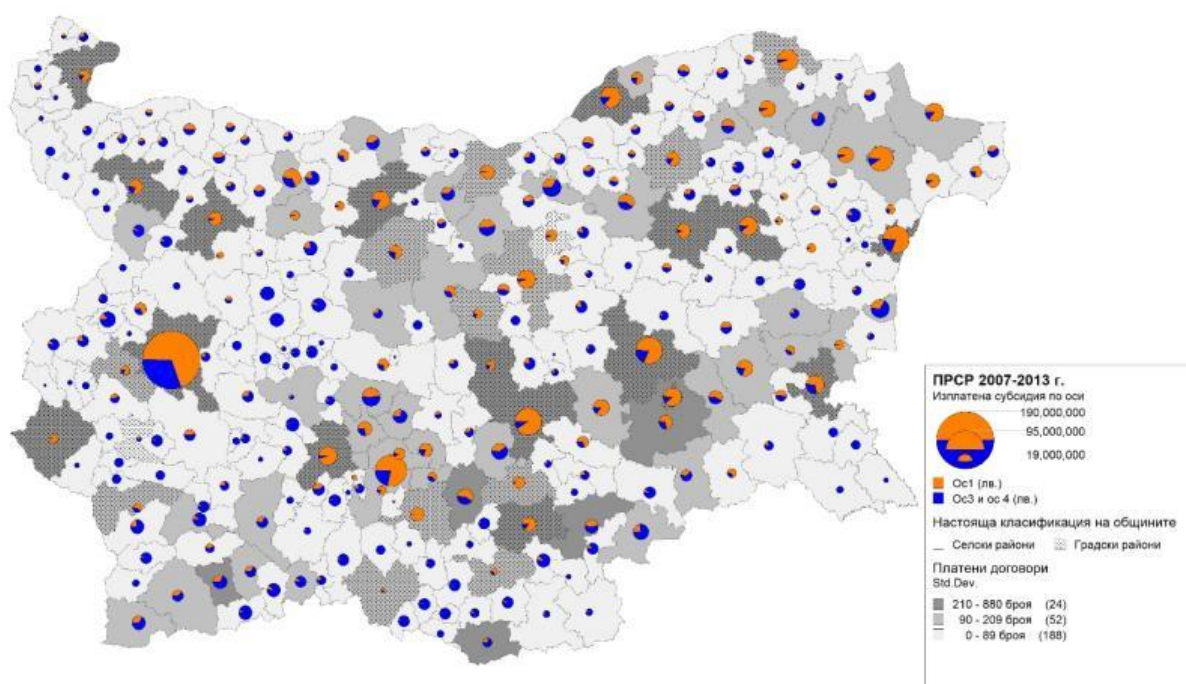 ПРСР 2007-2013 г.
Изплатена субсидия по оси
190,000,000
95,000,000
19,000,000
Ос1 (лв.)
Ос3 и ос 4 (лв.)
Настояща класификация на общините
Селски райони Градски райони
Платени договори
Std.Dev.
210 - 880 броя (24)
90 - 209 броя (52)
0 - 89 броя (188)